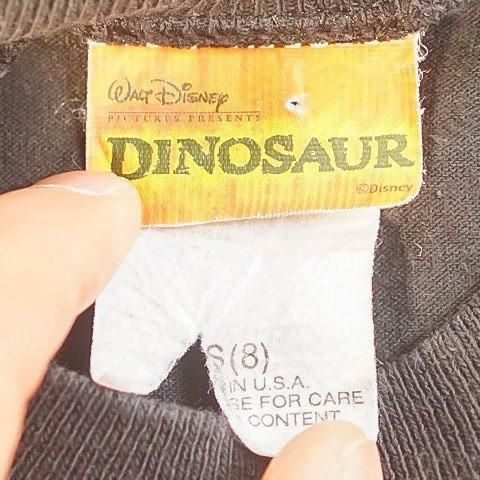 WALT DISNEY
PICTURES PRESENTS
DINOSAUR
©Disney
S (8)
IN U.S.A.
SE FOR CARE
CONTENT